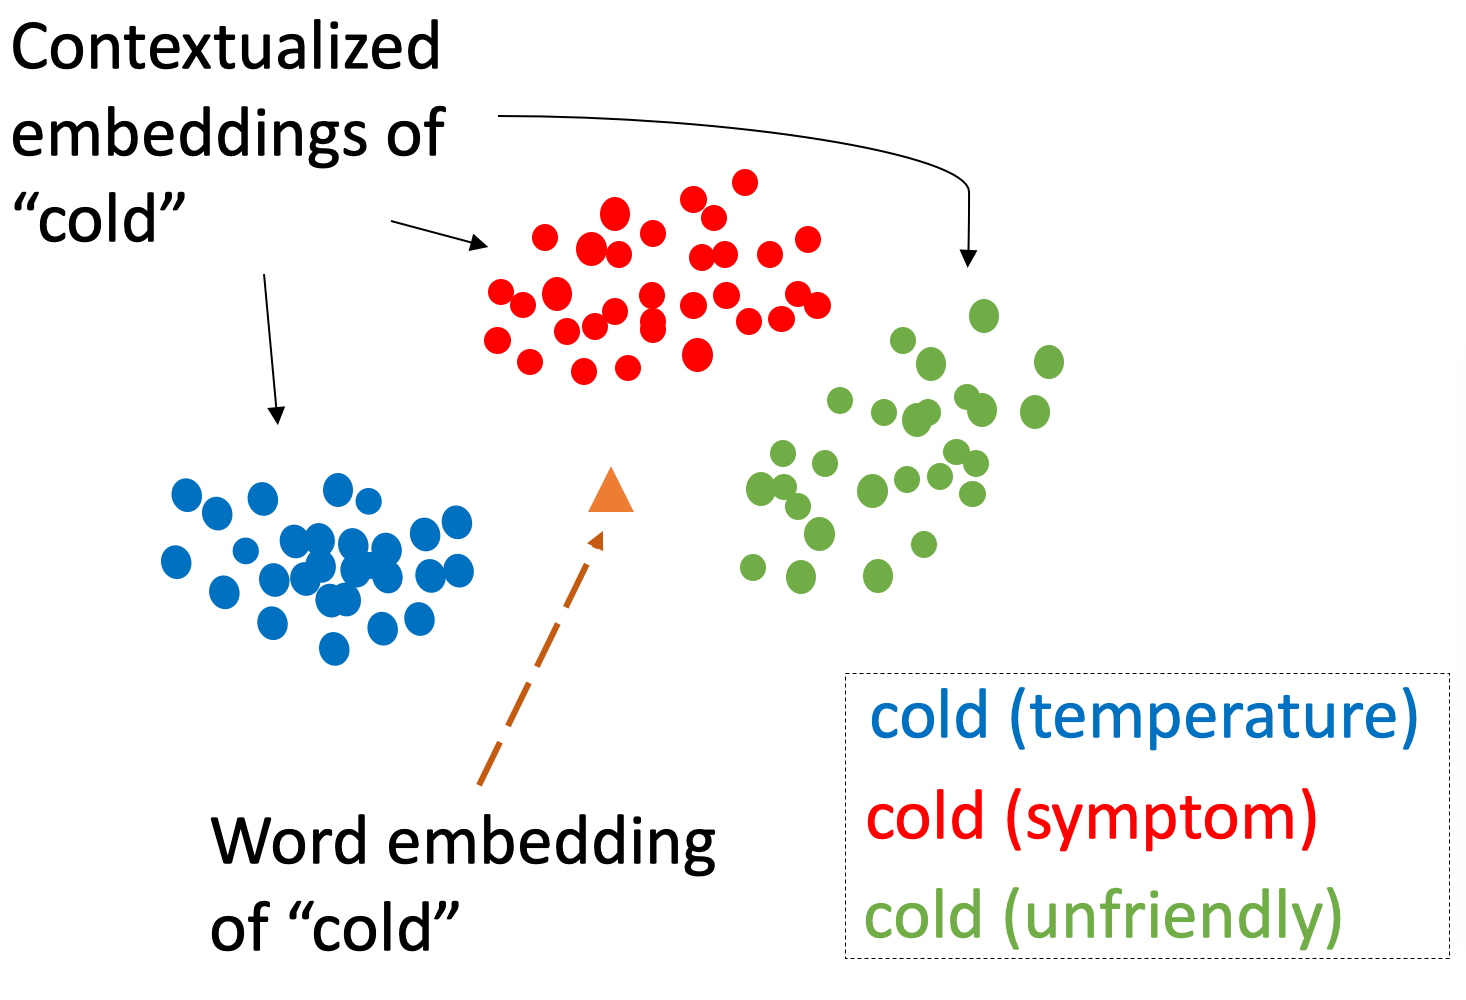 Contextualized
embeddings of
“cold”
Word embedding
of “cold”
cold (temperature)
cold (symptom)
cold (unfriendly)